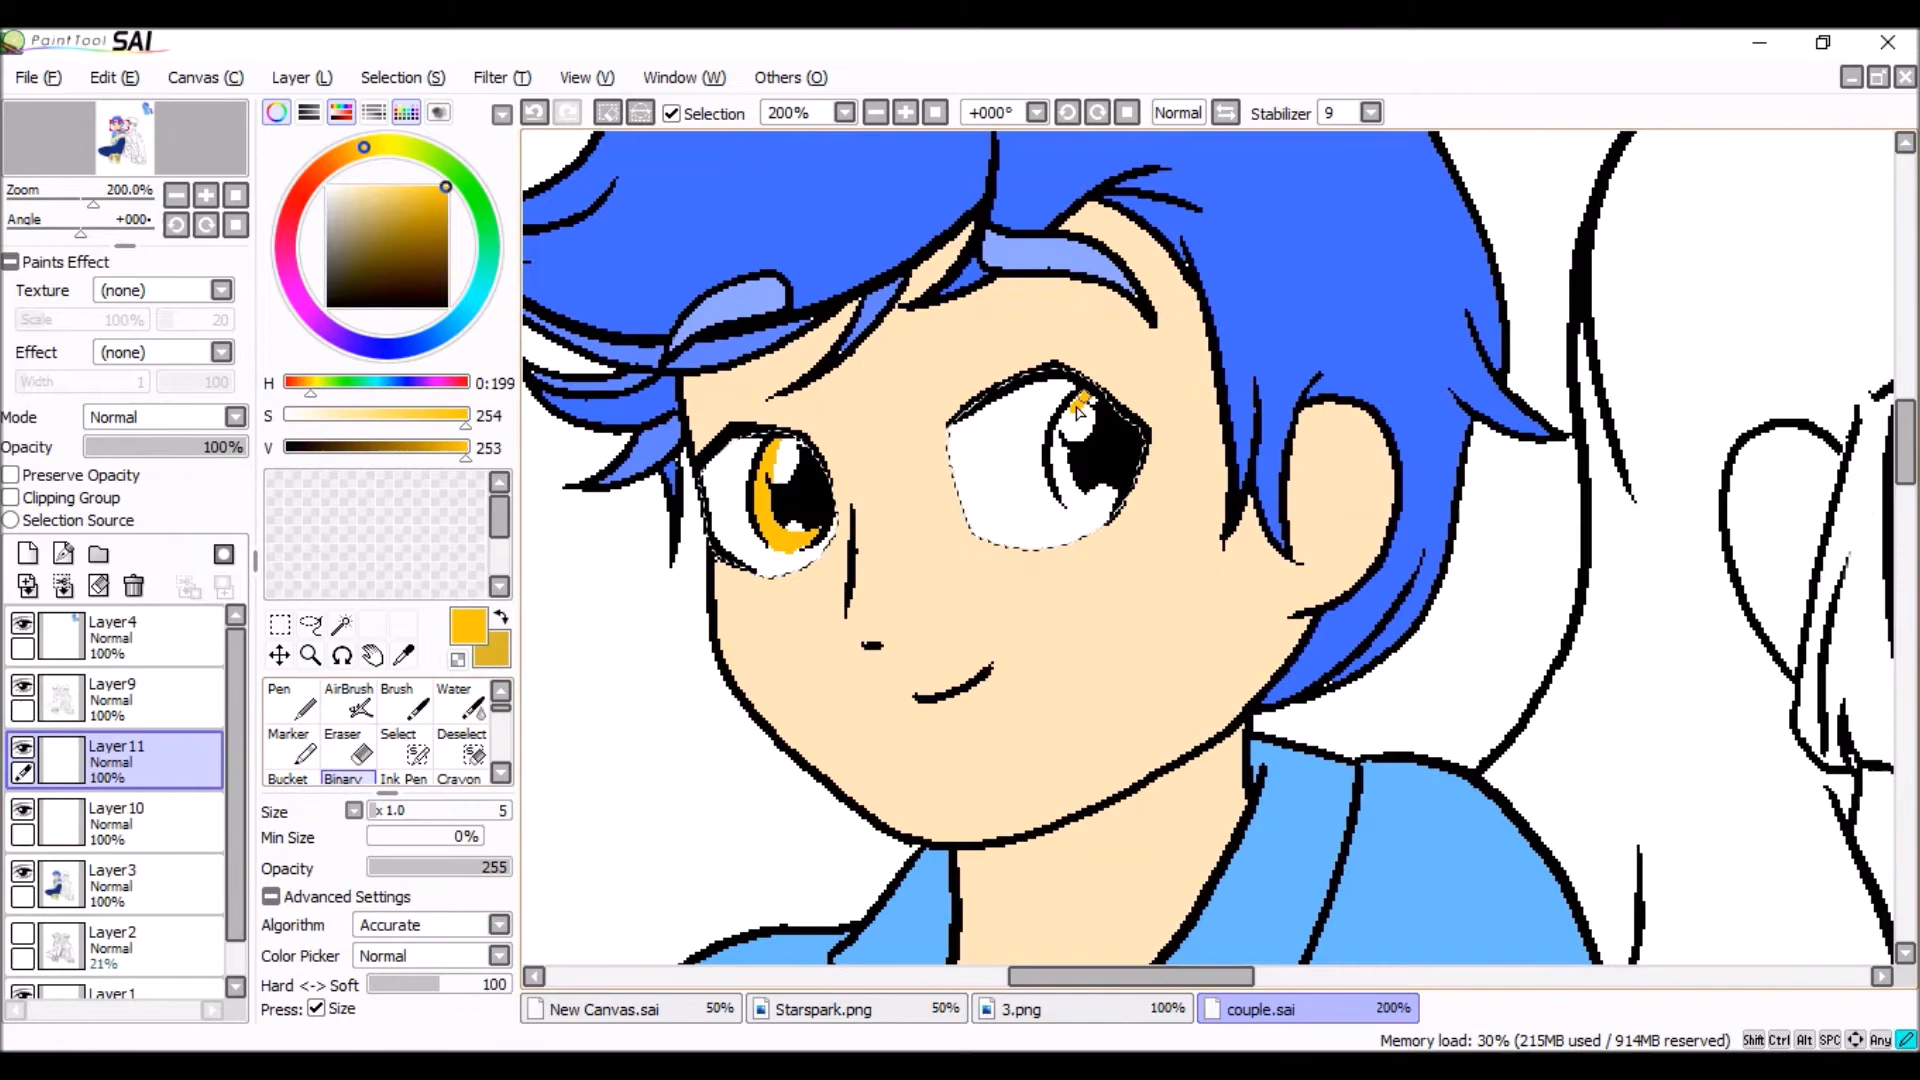 PaintTool SAI
File (F) Edit (E) Canvas (C) Layer (L) Selection (S) Filter (T) View (V) Window (W) Others (O)
Selection 200% +000° Normal Stabilizer 9
Zoom 200.0%
Angle +000
Paints Effect
Texture (none)
Scale 100% 20
Effect (none)
Width 1 100
Mode Normal
Opacity 100%
Preserve Opacity
Clipping Group
Selection Source
Layer4
Normal
100%
Layer9
Normal
100%
Layer11
Normal
100%
Layer10
Normal
100%
Layer3
Normal
100%
Layer2
Normal
21%
Layer1
H 0:199
S 254
V 253
Pen AirBrush Brush Water
Marker Eraser Select Deselect
Bucket Binary Ink Pen Crayon
Size x 1.0 5
Min Size 0%
Opacity 255
Advanced Settings
Algorithm Accurate
Color Picker Normal
Hard <-> Soft 100
Press: Size
New Canvas.sai 50% Starspark.png 50% 3.png 100% couple.sai 200%
Memory load: 30% (215MB used / 914MB reserved) Shift Ctrl Alt SPC Any